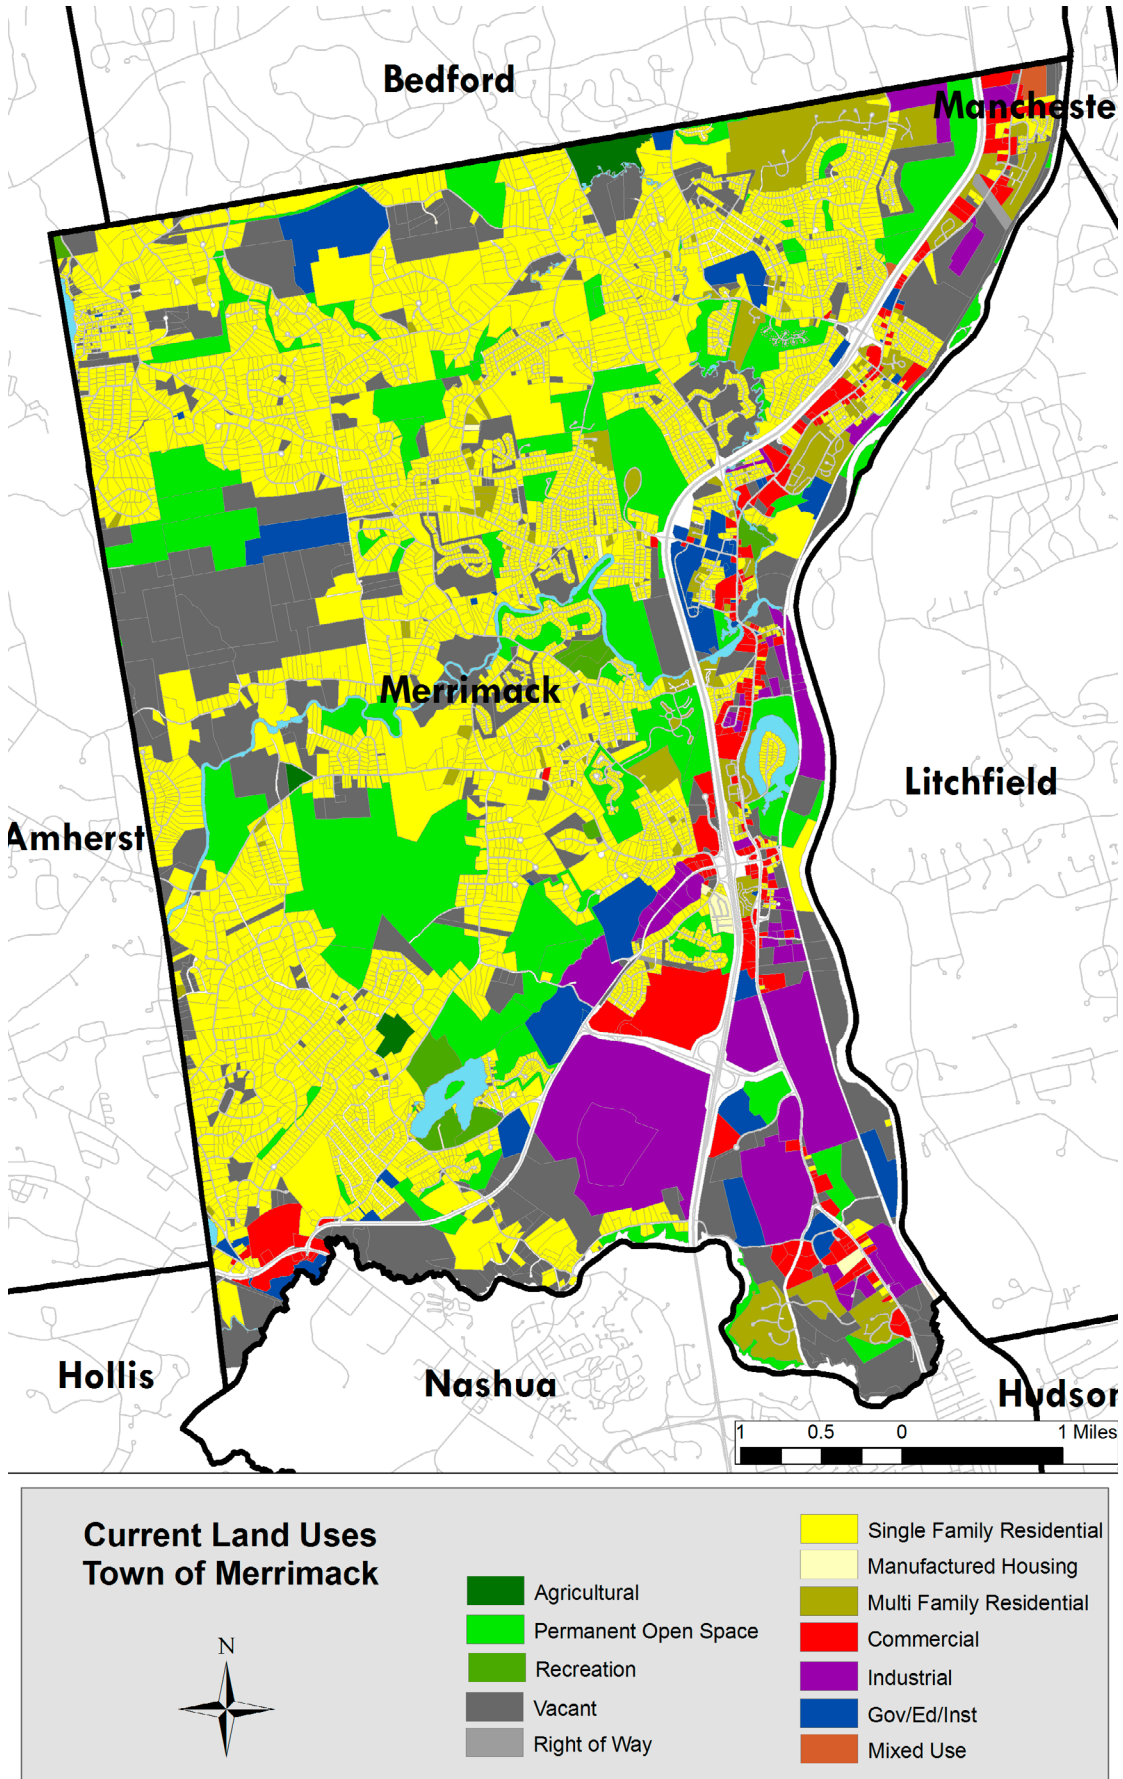 Bedford
Mancheste
Merrimack
Litchfield
Amherst
Hollis
Nashua
Hudsor
1 0.5 0 1 Miles
Current Land Uses
Town of Merrimack
N
Agricultural
Permanent Open Space
Recreation
Vacant
Right of Way
Single Family Residential
Manufactured Housing
Multi Family Residential
Commercial
Industrial
Gov/Ed/Inst
Mixed Use